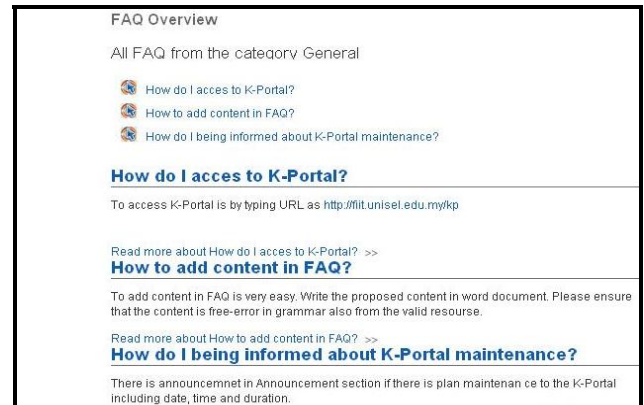 FAQ Overview
All FAQ from the category General
How do I acces to K-Portal?
How to add content in FAQ?
How do I being informed about K-Portal maintenance?
How do I acces to K-Portal?
To access K-Portal is by typing URL as http://fiit.unisel.edu.my/kp
Read more about How do I acces to K-Portal? >>
How to add content in FAQ?
To add content in FAQ is very easy. Write the proposed content in word document. Please ensure
that the content is free-error in grammar also from the valid resourse.
Read more about How to add content in FAQ? >>
How do I being informed about K-Portal maintenance?
There is announcemnet in Announcement section if there is plan maintenan ce to the K-Portal
including date, time and duration.